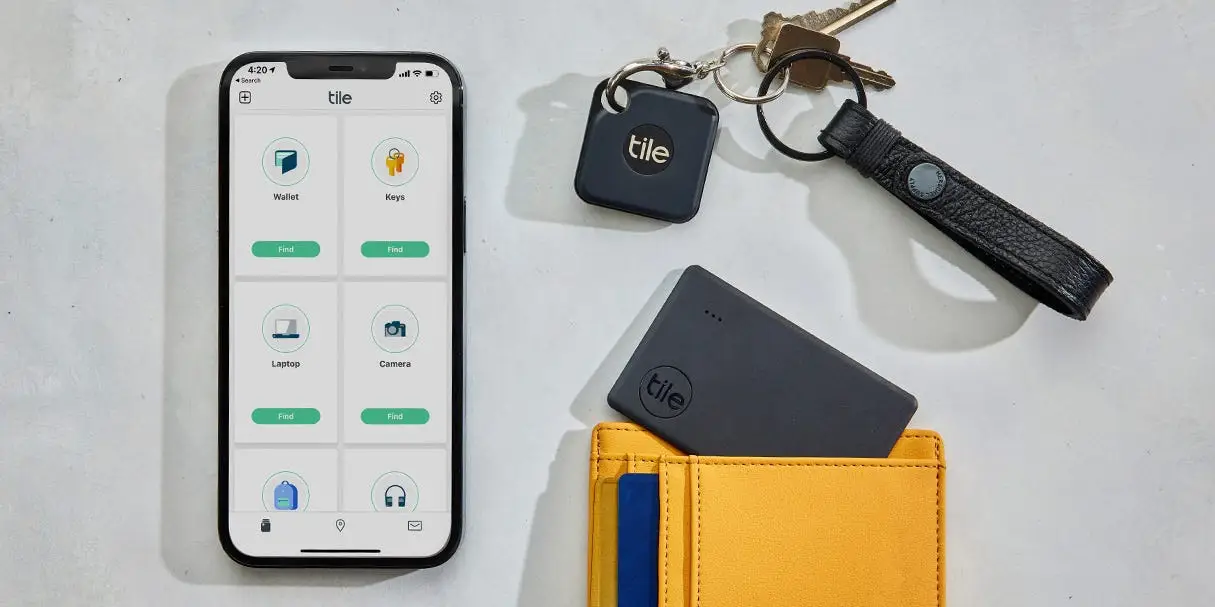 4:20
Search
tile
Wallet
Keys
Find
Find
Laptop
Camera
Find
Find
tile
tile